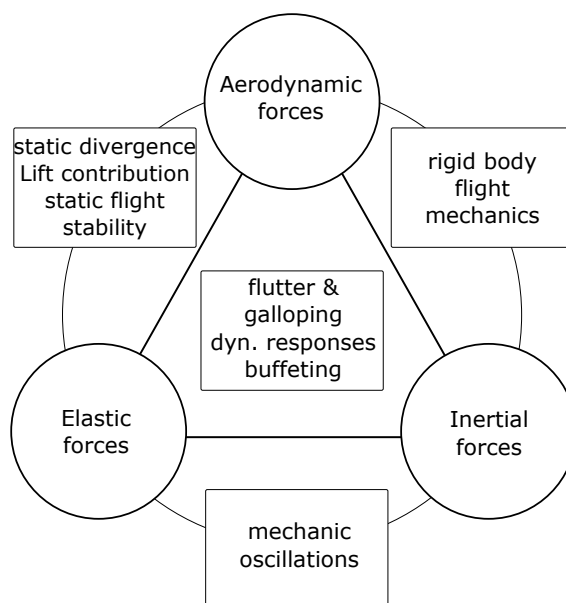 Aerodynamic
forces
static divergence
Lift contribution
static flight
stability
rigid body
flight
mechanics
flutter &
galloping
dyn. responses
buffeting
Elastic
forces
Inertial
forces
mechanic
oscillations